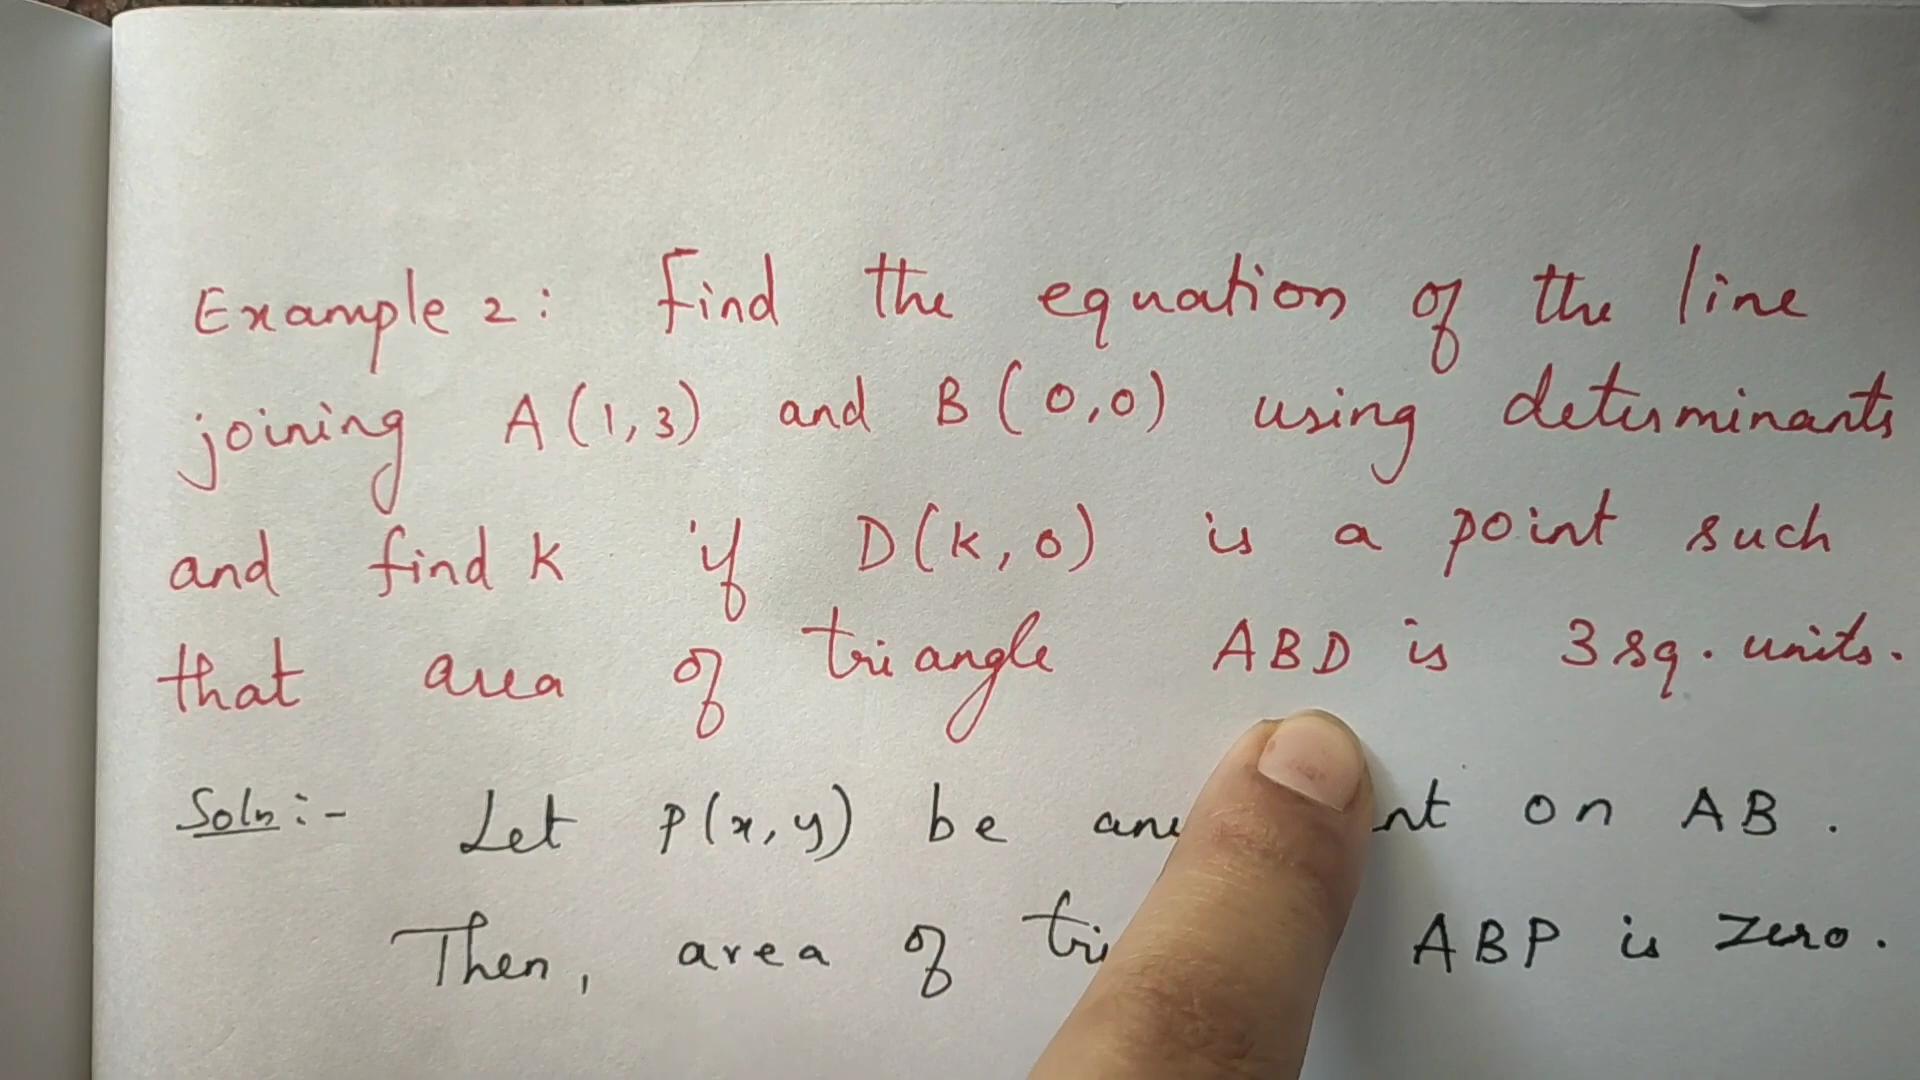 Example 2: Find the equation of the line
joining A(1,3) and B(0,0) using determinants
and find k if D(k,0) is a point such
that area of triangle ABD is 3 sq. units.
Soln:- Let P(x,y) be on AB.
Then, area of ABP is zero.